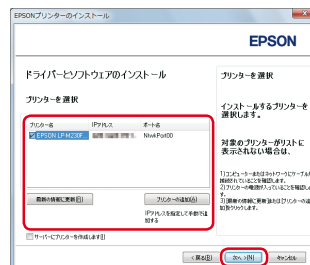 EPSONプリンターのインストール
EPSON
ドライバーとソフトウェアのインストール
プリンターを選択
プリンター名 IPアドレス ポート名
EPSON LP-M230F... NtwkPort00
最新の情報に更新(F) プリンターの追加(A)
IPアドレスを指定して手動で追加する
サーバーにプリンターを作成します(I)
プリンターを選択
インストールするプリンターを選択します。
対象のプリンターがリストに表示されない場合は、
< 戻る(B) 次へ >(N) キャンセル